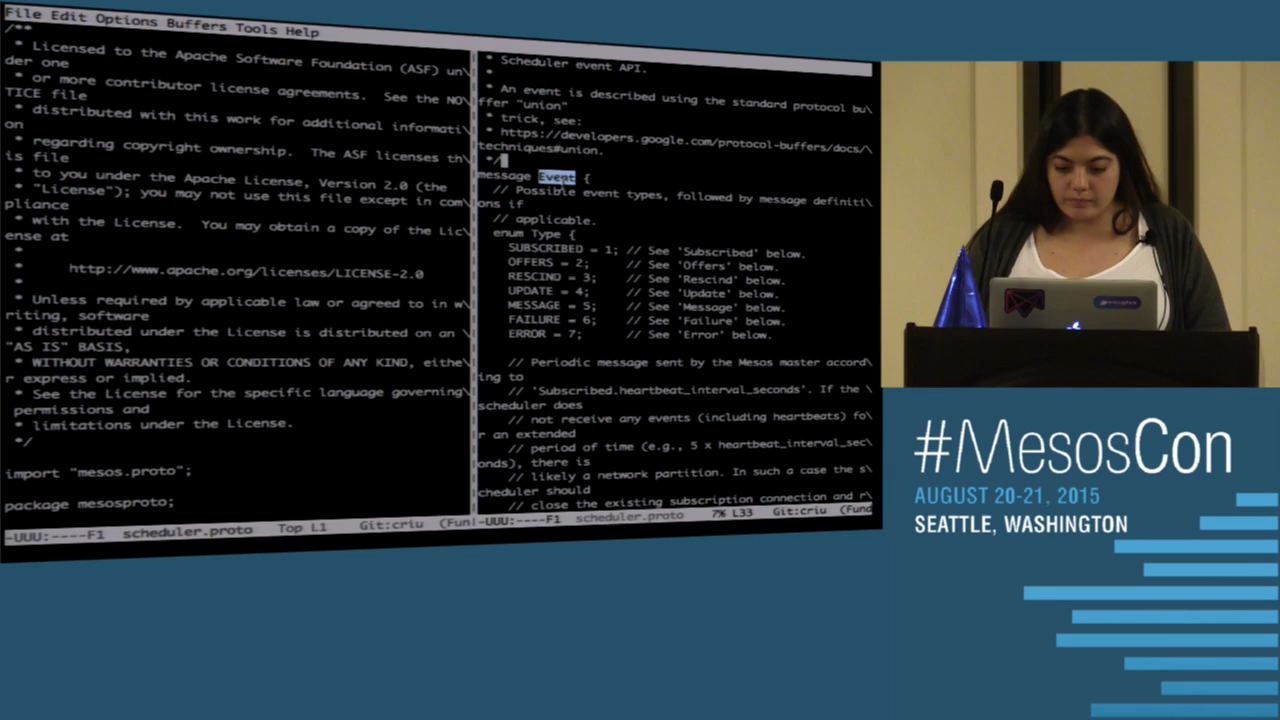 File Edit Options Buffers Tools Help
/**
 * Licensed to the Apache Software Foundation (ASF) un\
der one
 * or more contributor license agreements.  See the NO\
TICE file
 * distributed with this work for additional informati\
on
 * regarding copyright ownership.  The ASF licenses th\
is file
 * to you under the Apache License, Version 2.0 (the
 * "License"); you may not use this file except in com\
pliance
 * with the License.  You may obtain a copy of the Lic\
ense at
 *
 *     http://www.apache.org/licenses/LICENSE-2.0
 *
 * Unless required by applicable law or agreed to in w\
riting, software
 * distributed under the License is distributed on an \
"AS IS" BASIS,
 * WITHOUT WARRANTIES OR CONDITIONS OF ANY KIND, eithe\
r express or implied.
 * See the License for the specific language governing\
 permissions and
 * limitations under the License.
 */
import "mesos.proto";
package mesosproto;
-UUU:----F1  scheduler.proto   Top L1    Git:criu  (Fun
 * Scheduler event API.
 *
 * An event is described using the standard protocol bu\
ffer "union"
 * trick, see:
 * https://developers.google.com/protocol-buffers/docs/\
techniques#union.
 */
message Event {
  // Possible event types, followed by message definiti\
ons if
  // applicable.
  enum Type {
    SUBSCRIBED = 1; // See 'Subscribed' below.
    OFFERS = 2;     // See 'Offers' below.
    RESCIND = 3;    // See 'Rescind' below.
    UPDATE = 4;     // See 'Update' below.
    MESSAGE = 5;    // See 'Message' below.
    FAILURE = 6;    // See 'Failure' below.
    ERROR = 7;      // See 'Error' below.
    // Periodic message sent by the Mesos master accord\
ing to
    // 'Subscribed.heartbeat_interval_seconds'. If the \
scheduler does
    // not receive any events (including heartbeats) fo\
r an extended
    // period of time (e.g., 5 x heartbeat_interval_sec\
onds), there is
    // likely a network partition. In such a case the s\
cheduler should
    // close the existing subscription connection and r\
-UUU:----F1  scheduler.proto   7% L33   Git:criu  (Fund
#MesosCon
AUGUST 20-21, 2015
SEATTLE, WASHINGTON